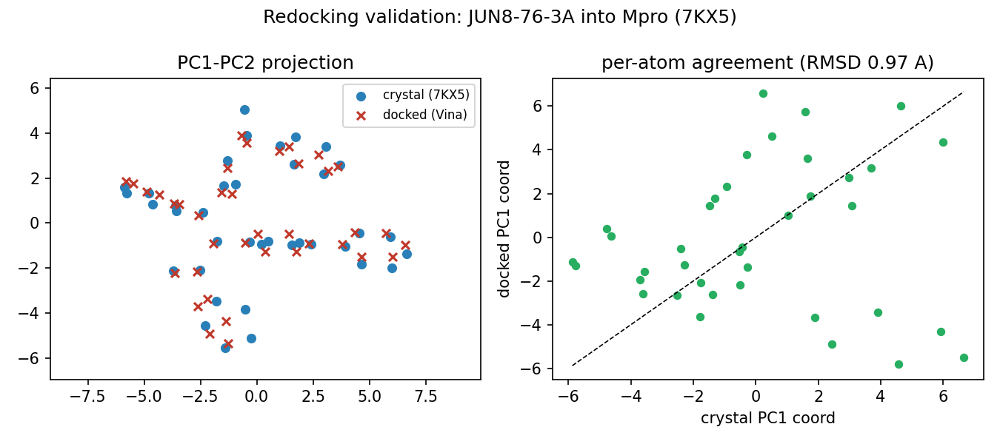 Redocking validation: JUN8-76-3A into Mpro (7KX5)
PC1-PC2 projection
6
4
2
0
−2
−4
−6
−7.5 −5.0 −2.5 0.0 2.5 5.0 7.5
crystal (7KX5)
docked (Vina)
per-atom agreement (RMSD 0.97 A)
docked PC1 coord
6
4
2
0
−2
−4
−6
−6 −4 −2 0 2 4 6
crystal PC1 coord